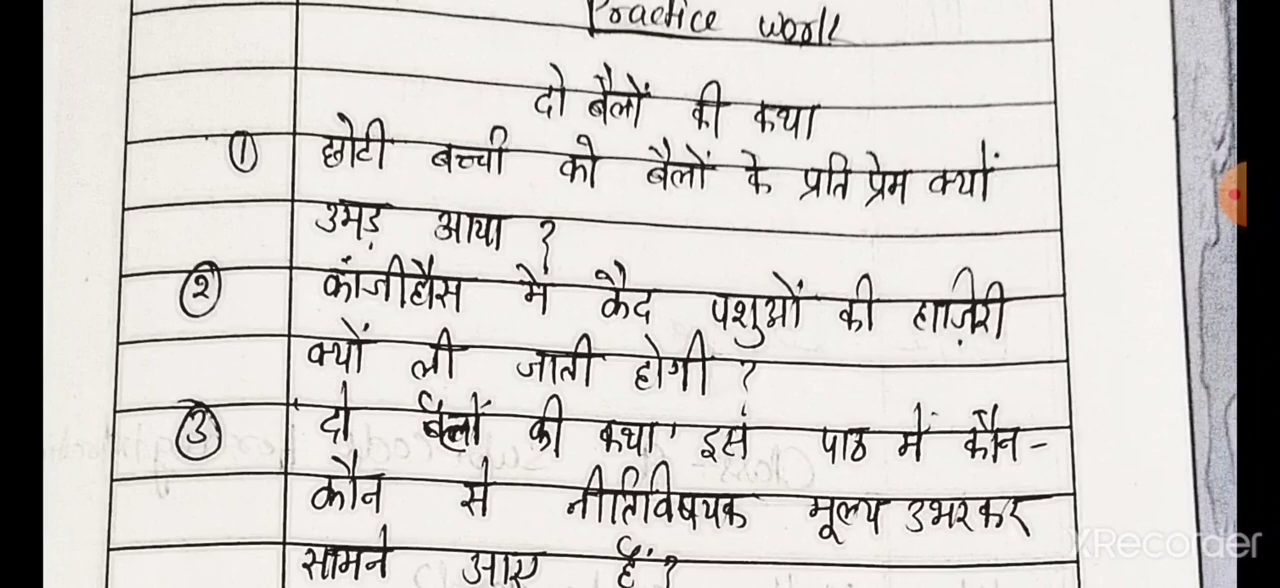 Practice work
दो बैलों की कथा
① छोटी बच्ची को बैलों के प्रति प्रेम क्यों
उमड़ आया ?
② कांजीहौस में कैद पशुओं की हाज़िरी
क्यों ली जाती होगी ?
③ 'दो बैलों की कथा' इस पाठ में कौन-
कौन से नीतिविषयक मूल्य उभरकर
सामने आए हैं ?
XRecorder